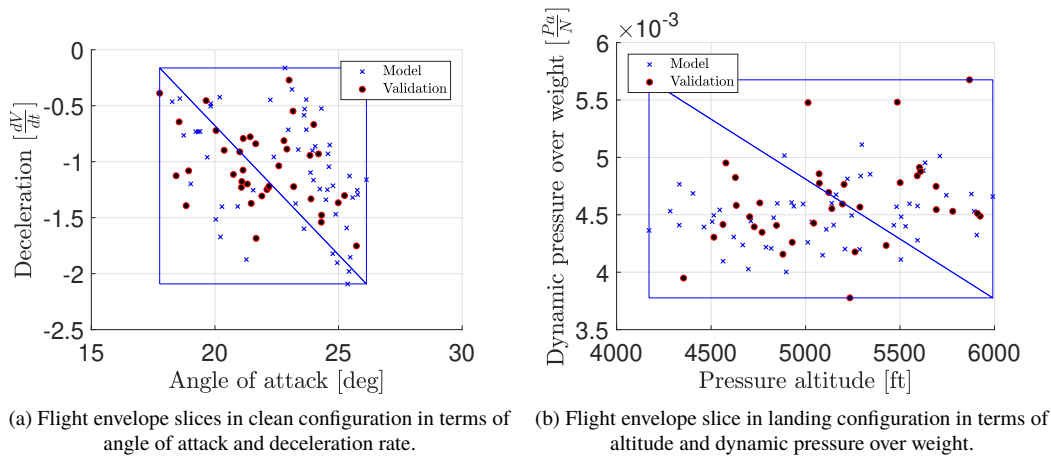 0
-0.5
-1
-1.5
-2
-2.5
15
20
25
30
Deceleration [dV/dt]
Angle of attack [deg]
Model
Validation
×10^-3
6
5.5
5
4.5
4
3.5
4000
4500
5000
5500
6000
Dynamic pressure over weight [Pa/N]
Pressure altitude [ft]
Model
Validation
(a) Flight envelope slices in clean configuration in terms of
angle of attack and deceleration rate.
(b) Flight envelope slice in landing configuration in terms of
altitude and dynamic pressure over weight.